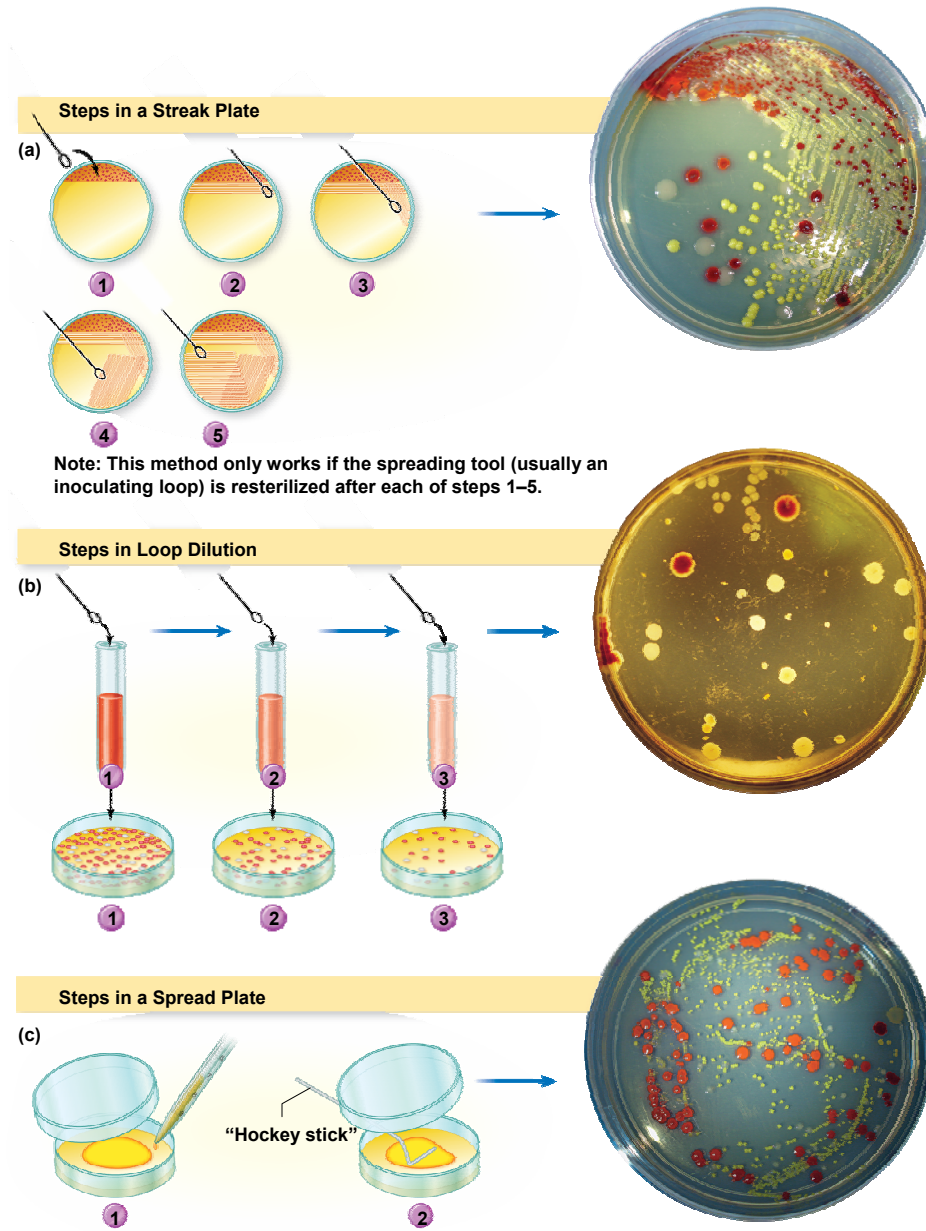 Steps in a Streak Plate
(a)
1
2
3
4
5
Note: This method only works if the spreading tool (usually an
inoculating loop) is resterilized after each of steps 1–5.
Steps in Loop Dilution
(b)
1
2
3
1
2
3
Steps in a Spread Plate
(c)
“Hockey stick”
1
2